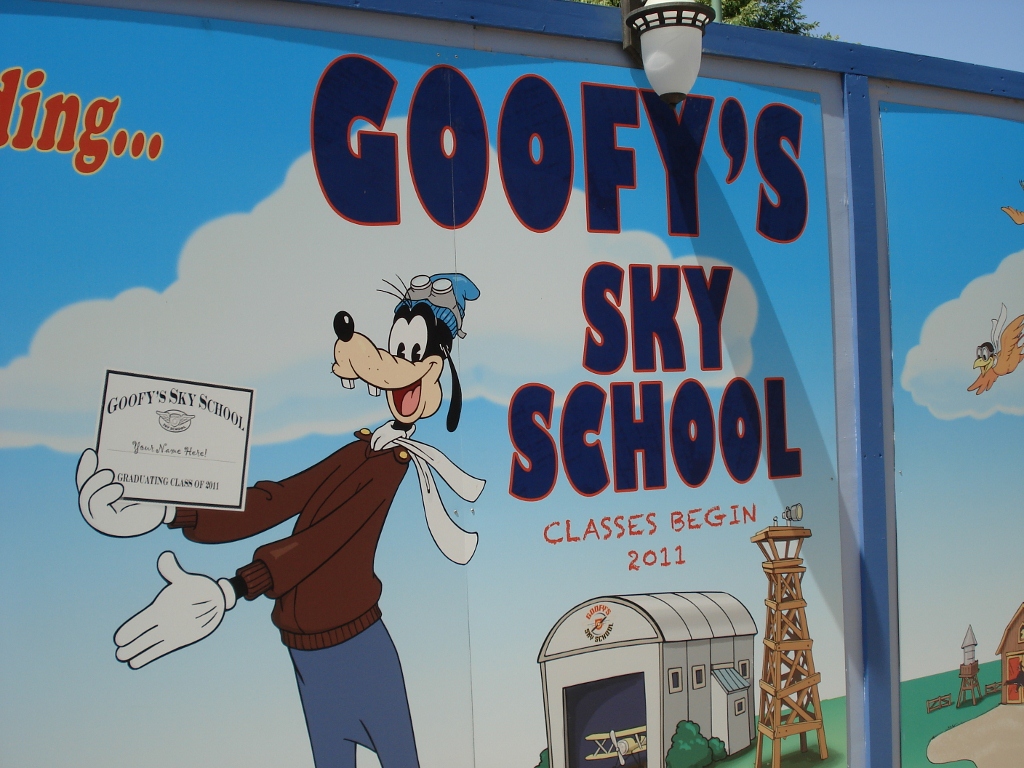 ding...
GOOFY'S
SKY
SCHOOL
CLASSES BEGIN
2011
GOOFY'S SKY SCHOOL
Your Name Here!
GRADUATING CLASS OF 2011
GOOFY'S
SKY SCHOOL